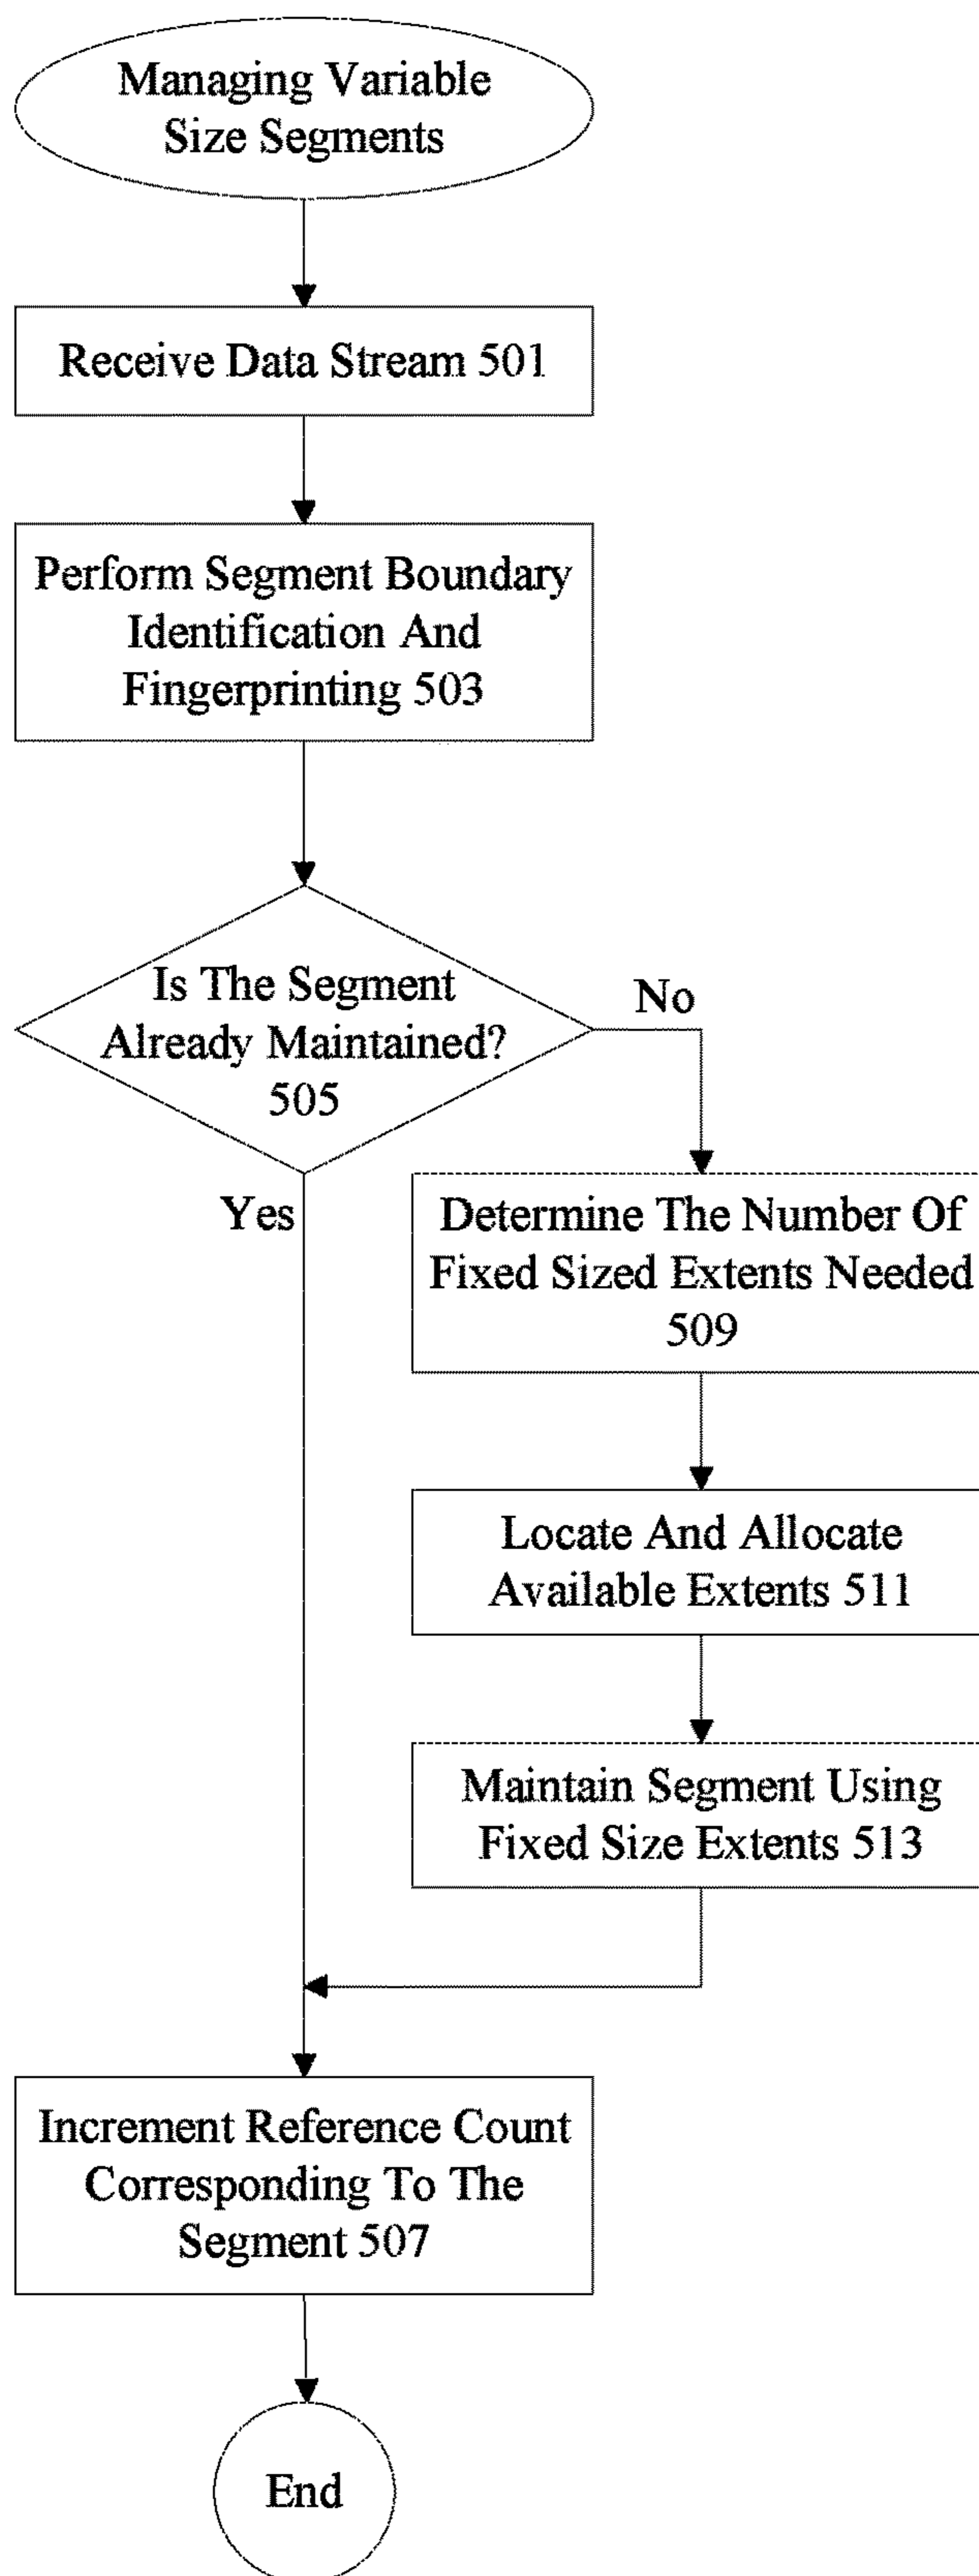 Managing Variable
Size Segments
Receive Data Stream 501
Perform Segment Boundary
Identification And
Fingerprinting 503
Is The Segment
Already Maintained?
505
No
Yes
Determine The Number Of
Fixed Sized Extents Needed
509
Locate And Allocate
Available Extents 511
Maintain Segment Using
Fixed Size Extents 513
Increment Reference Count
Corresponding To The
Segment 507
End